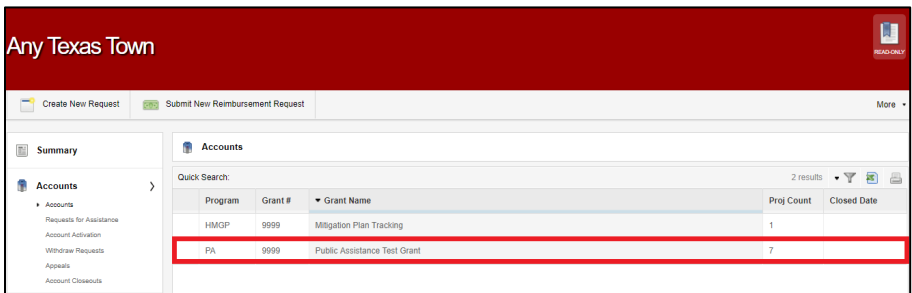 Any Texas Town
READ-ONLY
Create New Request Submit New Reimbursement Request More
Summary
Accounts
Accounts
Requests for Assistance
Account Activation
Withdraw Requests
Appeals
Account Closeouts
Accounts
Quick Search: 2 results
Program Grant # Grant Name Proj Count Closed Date
HMGP 9999 Mitigation Plan Tracking 1
PA 9999 Public Assistance Test Grant 7